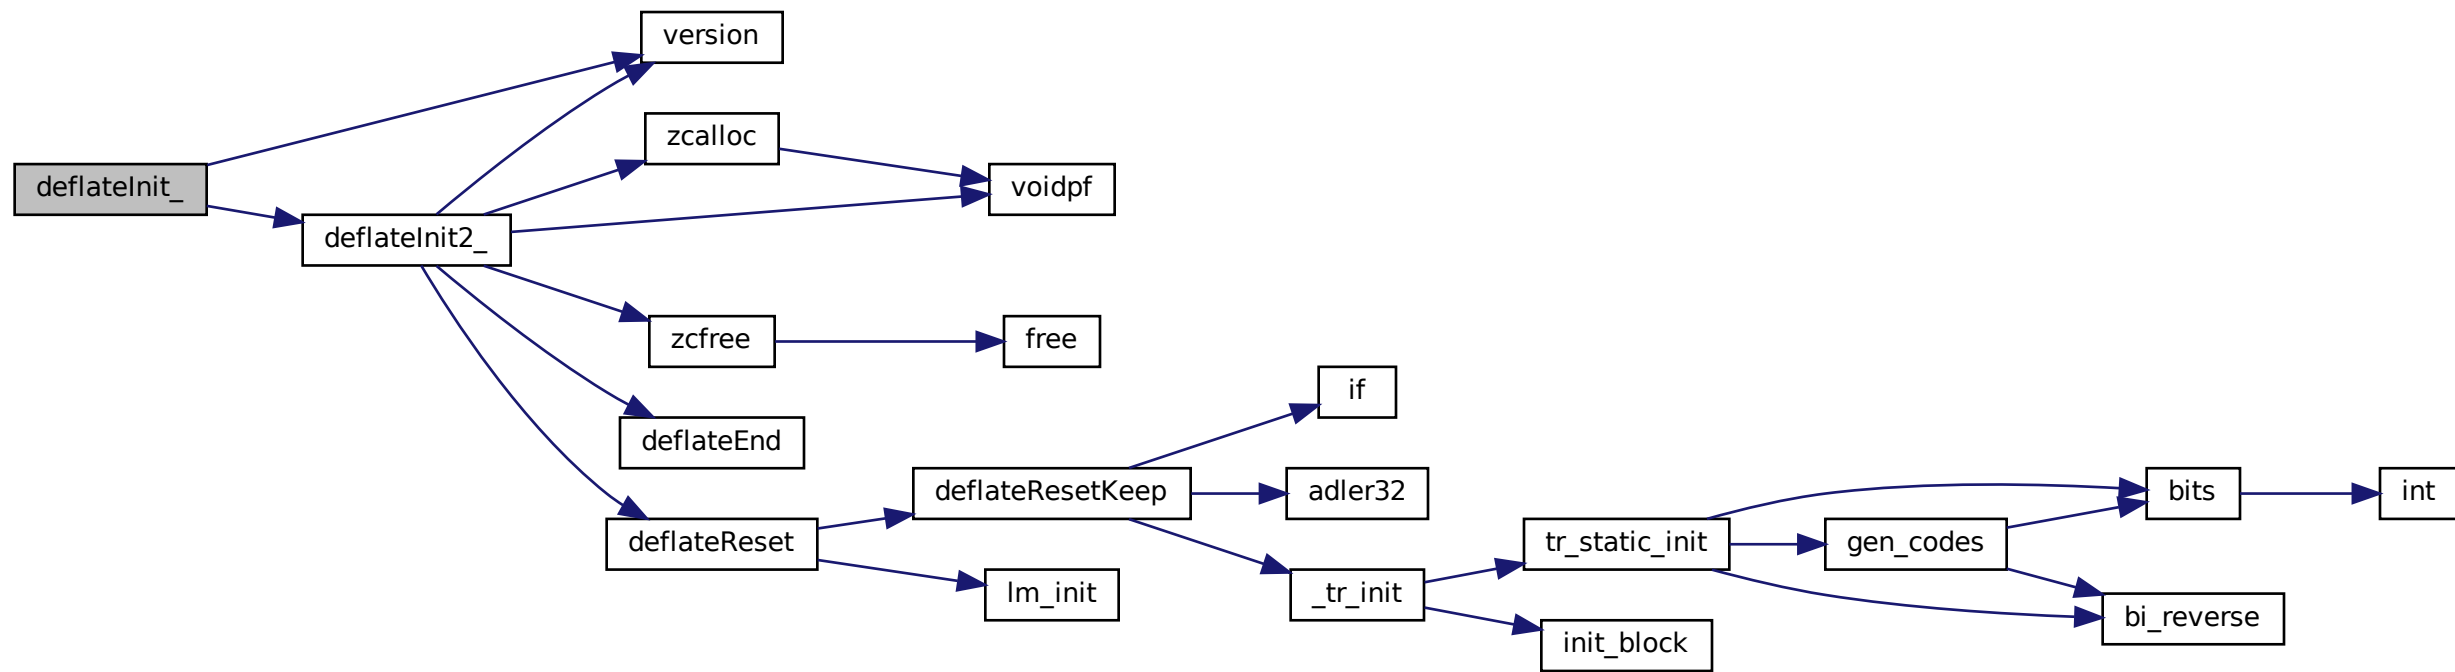 version
zcalloc
deflateInit_
voidpf
deflateInit2_
zcfree
free
if
deflateEnd
deflateResetKeep
adler32
bits
int
deflateReset
tr_static_init
gen_codes
lm_init
_tr_init
bi_reverse
init_block